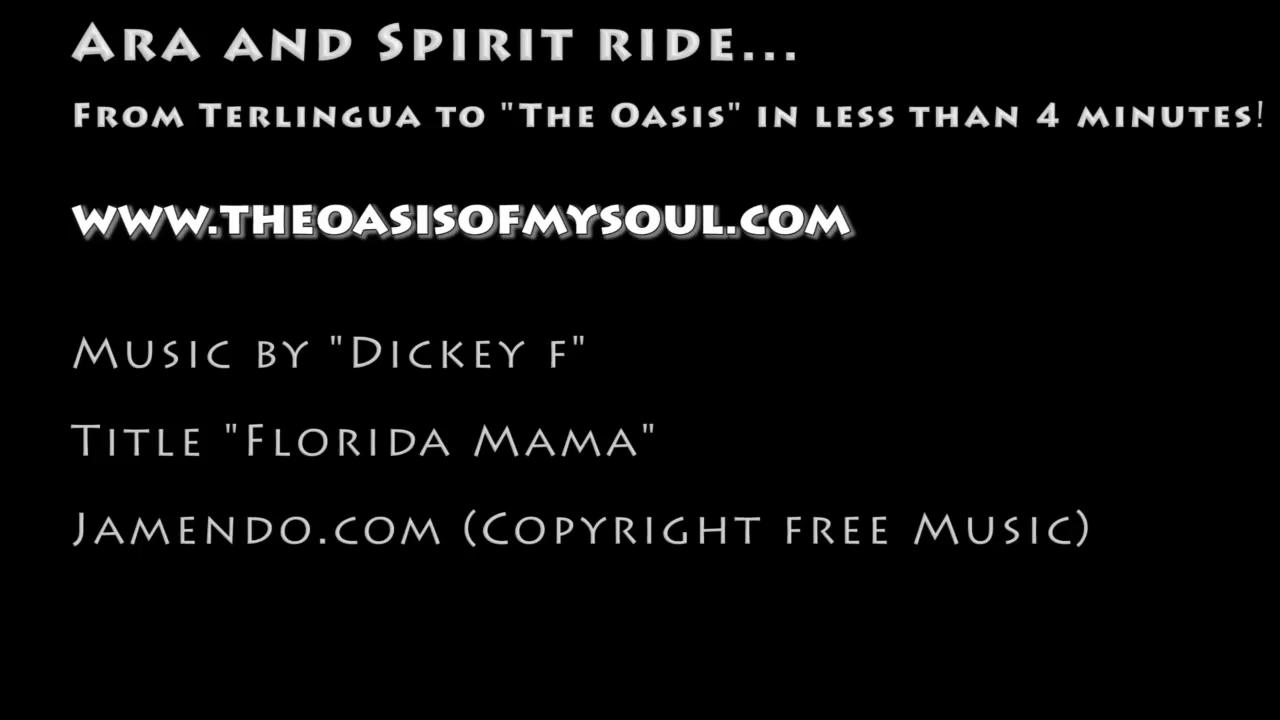 Ara and Spirit ride...
From Terlingua to "The Oasis" in less than 4 minutes!
www.theoasisofmysoul.com
Music by "Dickey F"
Title "Florida Mama"
Jamendo.com (Copyright free Music)